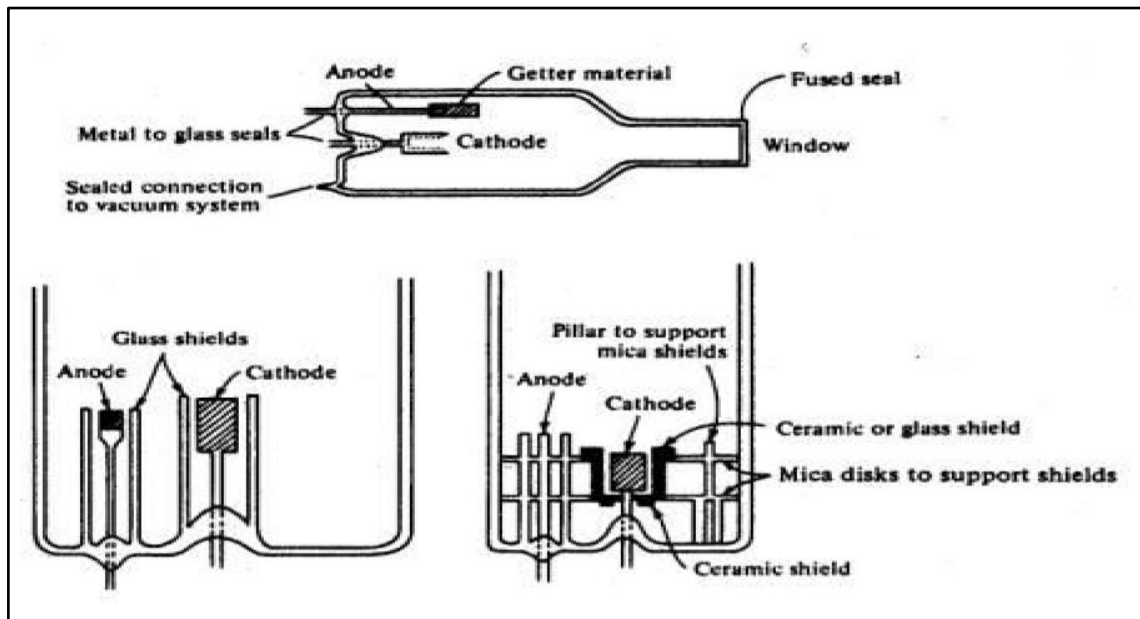 Anode
Getter material
Fused seal
Metal to glass seals
Cathode
Window
Sealed connection
to vacuum system
Glass shields
Anode
Cathode
Pillar to support
mica shields
Anode
Cathode
Ceramic or glass shield
Mica disks to support shields
Ceramic shield